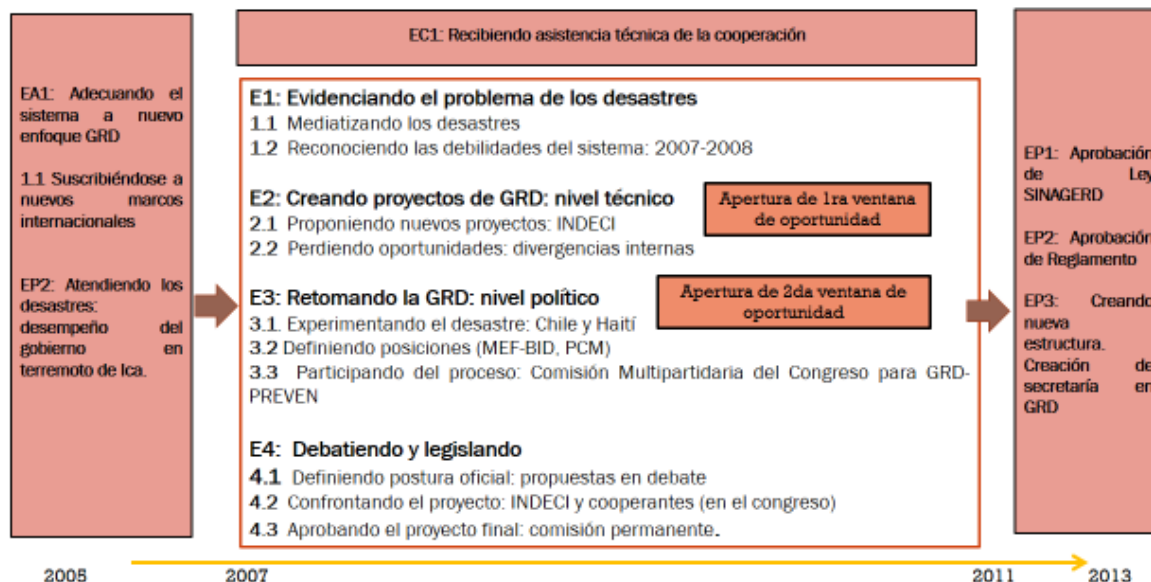 EC1: Recibiendo asistencia técnica de la cooperación
EA1: Adecuando el
sistema a nuevo
enfoque GRD
1.1 Suscribiéndose a
nuevos marcos
internacionales
EP2: Atendiendo los
desastres:
desempeño del
gobierno en
terremoto de Ica.
E1: Evidenciando el problema de los desastres
1.1 Mediatizando los desastres
1.2 Reconociendo las debilidades del sistema: 2007-2008
E2: Creando proyectos de GRD: nivel técnico
2.1 Proponiendo nuevos proyectos: INDECI
2.2 Perdiendo oportunidades: divergencias internas
Apertura de 1ra ventana
de oportunidad
E3: Retomando la GRD: nivel político
3.1. Experimentando el desastre: Chile y Haití
3.2 Definiendo posiciones (MEF-BID, PCM)
3.3 Participando del proceso: Comisión Multipartidaria del Congreso para GRD-
PREVEN
Apertura de 2da ventana de
oportunidad
E4: Debatiendo y legislando
4.1 Definiendo postura oficial: propuestas en debate
4.2 Confrontando el proyecto: INDECI y cooperantes (en el congreso)
4.3 Aprobando el proyecto final: comisión permanente.
EP1: Aprobación
de Ley
SINAGERD
EP2: Aprobación
de Reglamento
EP3: Creando
nueva
estructura.
Creación de
secretaría en
GRD
2005
2007
2011
2013